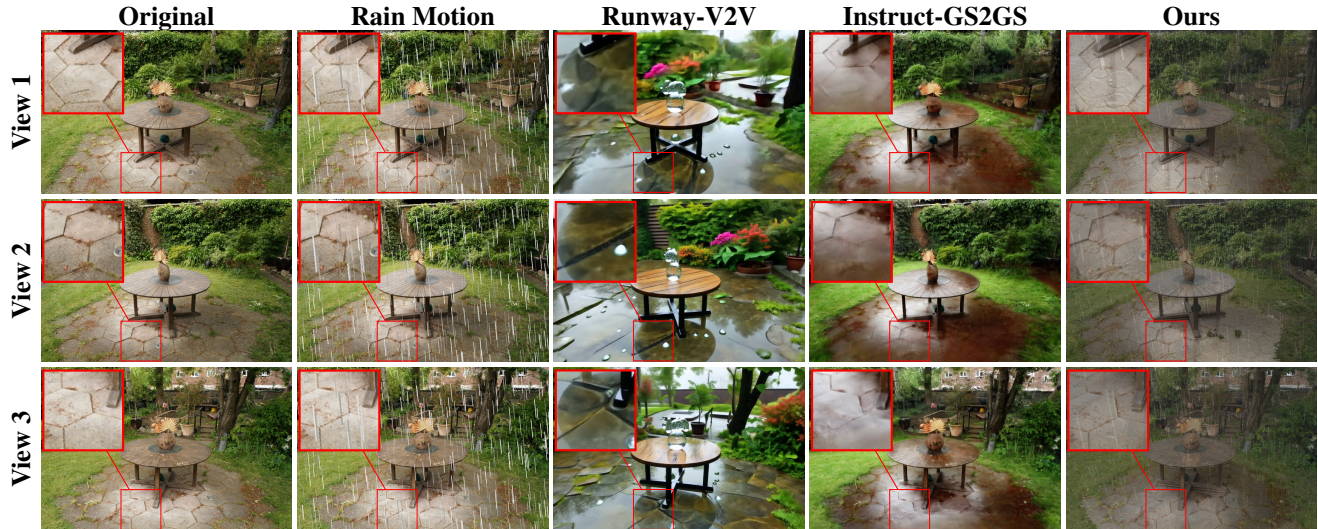 Original Rain Motion Runway-V2V Instruct-GS2GS Ours
View 1
View 2
View 3